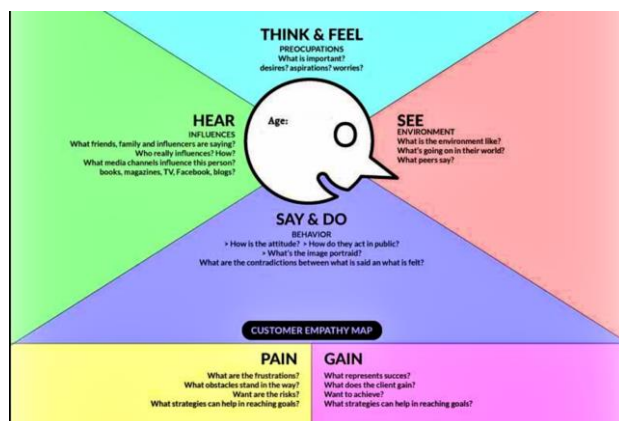 THINK & FEEL
PREOCUPATIONS
What is important?
desires? aspirations? worries?
HEAR
INFLUENCES
What friends, family and influencers are saying?
Who really influences? How?
What media channels influence this person?
books, magazines, TV, Facebook, blogs?
Age:
SEE
ENVIRONMENT
What is the environment like?
What's going on in their world?
What peers say?
SAY & DO
BEHAVIOR
> How is the attitude? > How do they act in public?
> What's the image portraid?
What are the contradictions between what is said an what is felt?
CUSTOMER EMPATHY MAP
PAIN
What are the frustrations?
What obstacles stand in the way?
Want are the risks?
What strategies can help in reaching goals?
GAIN
What represents succes?
What does the client gain?
Want to achieve?
What strategies can help in reaching goals?